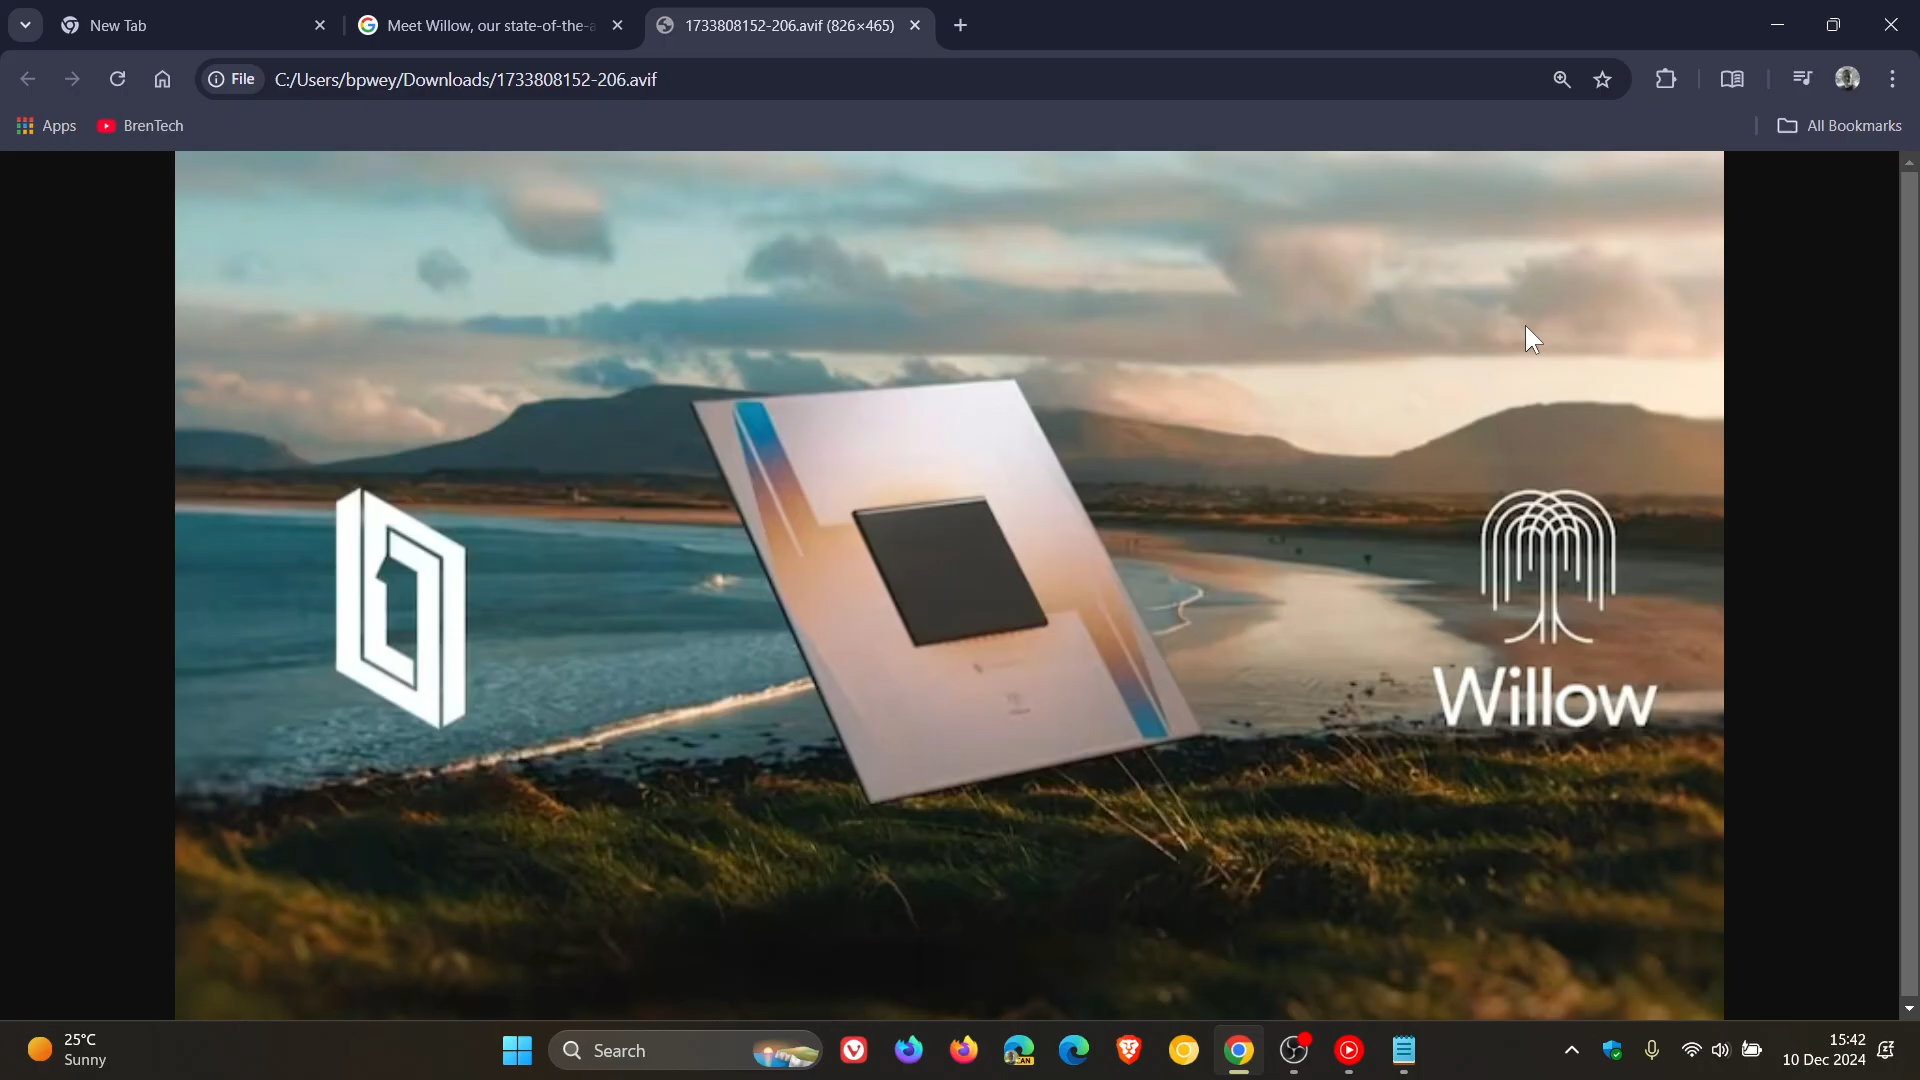 New Tab
Meet Willow, our state-of-the-a
1733808152-206.avif (826×465)
File
C:/Users/bpwey/Downloads/1733808152-206.avif
Apps
BrenTech
All Bookmarks
Willow
25°C
Sunny
Search
15:42
10 Dec 2024